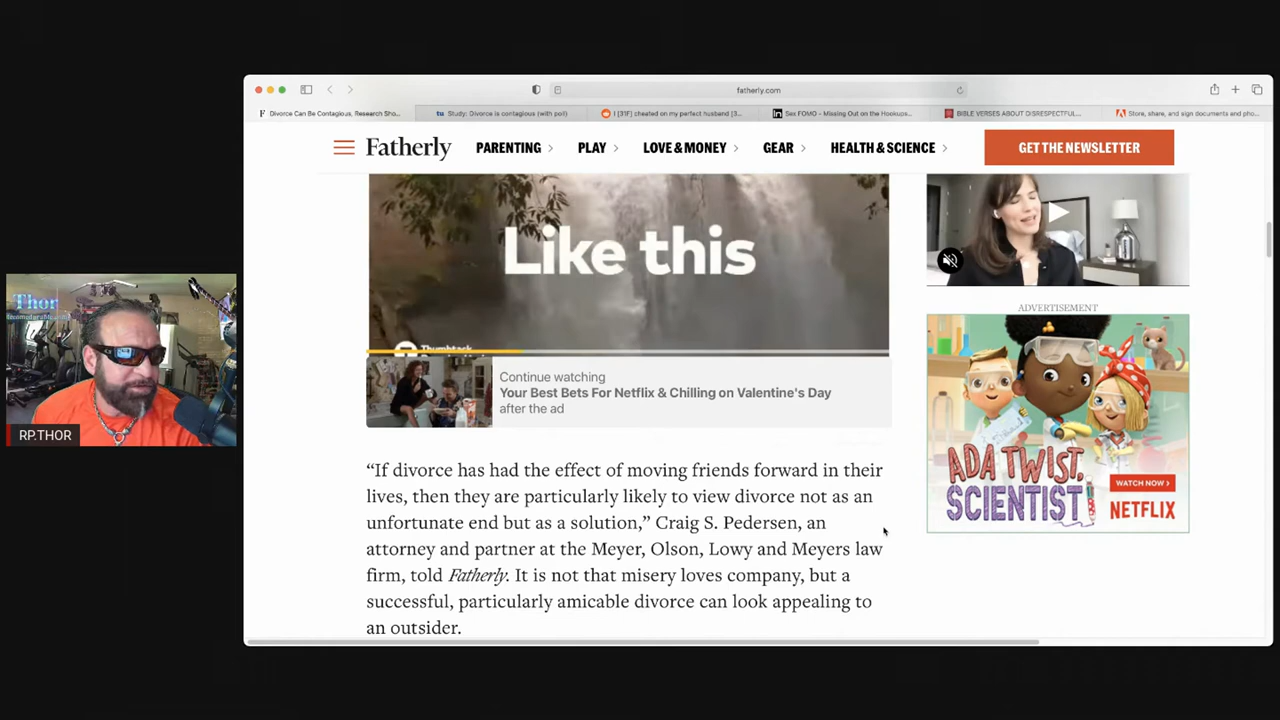 fatherly.com
Divorce Can Be Contagious, Research Sho...
tu Study: Divorce is contagious (with poll)
I [31F] cheated on my perfect husband [3...
in Sex FOMO – Missing Out on the Hookups...
BIBLE VERSES ABOUT DISRESPECTFUL...
Store, share, and sign documents and pho...
Fatherly
PARENTING
PLAY
LOVE & MONEY
GEAR
HEALTH & SCIENCE
GET THE NEWSLETTER
Like this
Thumbtack
Continue watching
Your Best Bets For Netflix & Chilling on Valentine's Day
after the ad
ADVERTISEMENT
ADA TWIST,
SCIENTIST
WATCH NOW >
NETFLIX
“If divorce has had the effect of moving friends forward in their
lives, then they are particularly likely to view divorce not as an
unfortunate end but as a solution,” Craig S. Pedersen, an
attorney and partner at the Meyer, Olson, Lowy and Meyers law
firm, told Fatherly. It is not that misery loves company, but a
successful, particularly amicable divorce can look appealing to
an outsider.
Thor
RP.THOR